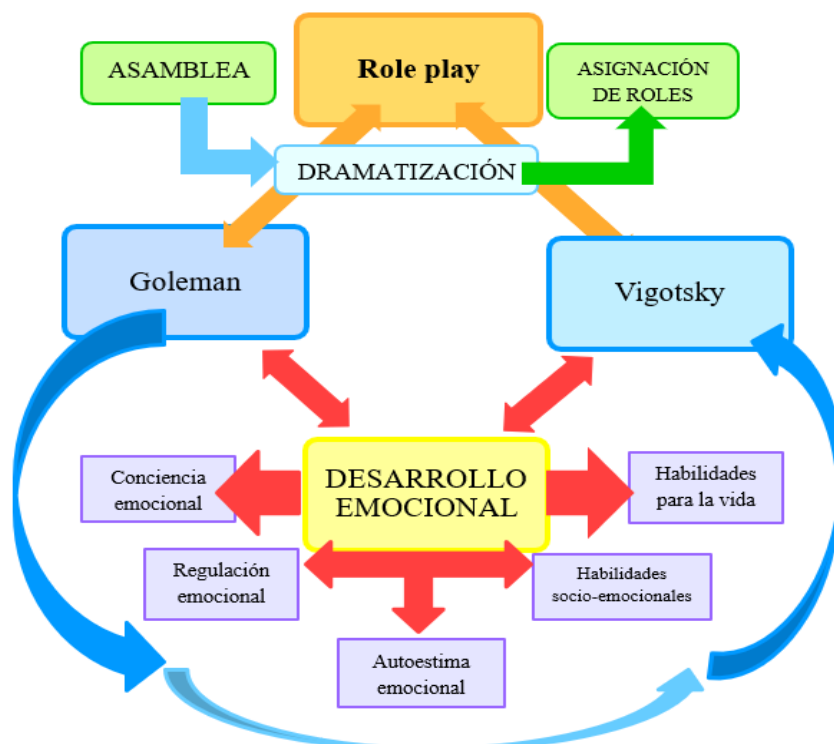 ASAMBLEA
Role play
ASIGNACIÓN
DE ROLES
DRAMATIZACIÓN
Goleman
Vigotsky
DESARROLLO
EMOCIONAL
Conciencia
emocional
Habilidades
para la vida
Regulación
emocional
Habilidades
socio-emocionales
Autoestima
emocional